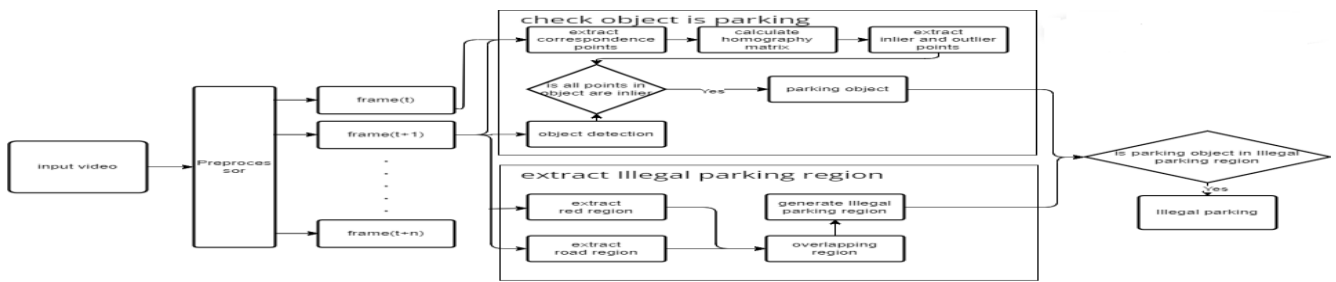 check object is parking
extract
correspondence
points
calculate
homography
matrix
extract
inlier and outlier
points
Is all points in
object are inlier
Yes
parking object
object detection
input video
Preproces
sor
frame(t)
frame(t+1)
frame(t+n)
extract Illegal parking region
extract
red region
extract
road region
generate Illegal
parking region
overlapping
region
Is parking object in Illegal
parking region
Yes
Illegal parking